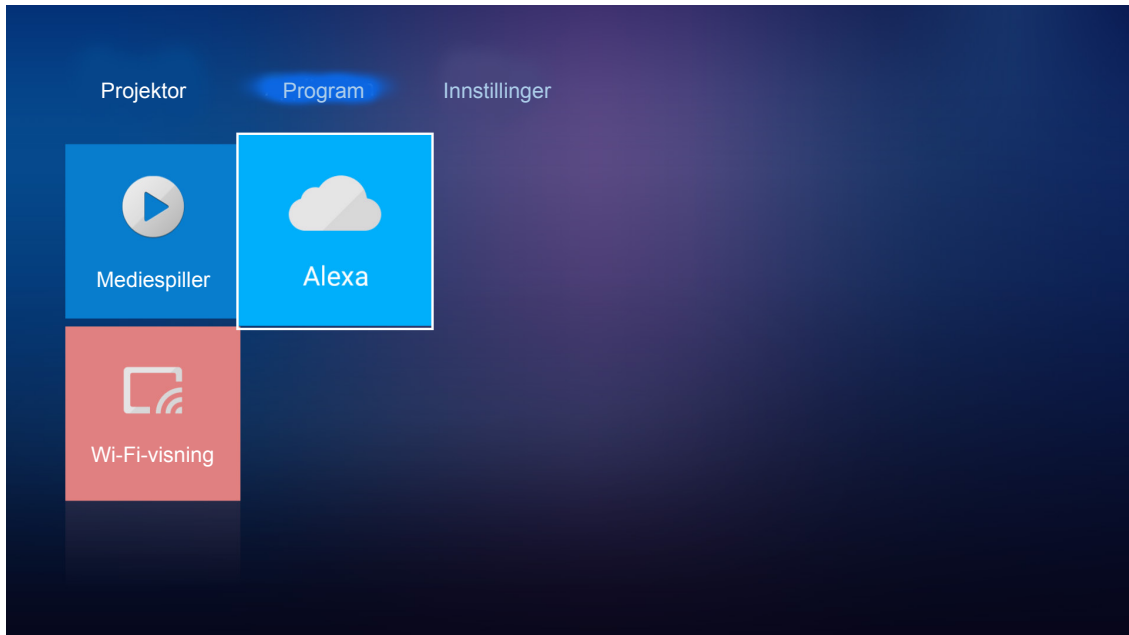 Projektor
Program
Innstillinger
Mediespiller
Alexa
Wi-Fi-visning